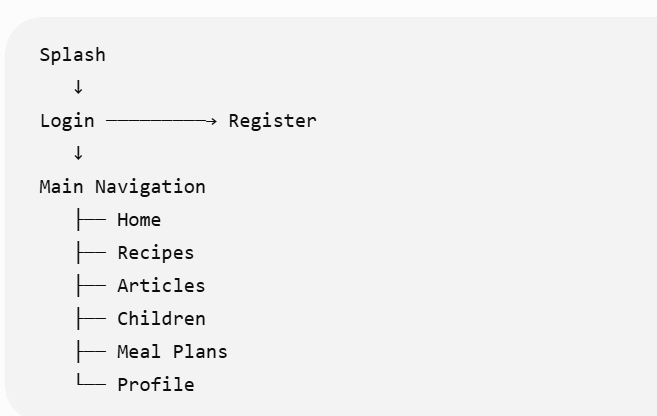 Splash
↓
Login ─────────→ Register
↓
Main Navigation
├── Home
├── Recipes
├── Articles
├── Children
├── Meal Plans
└── Profile